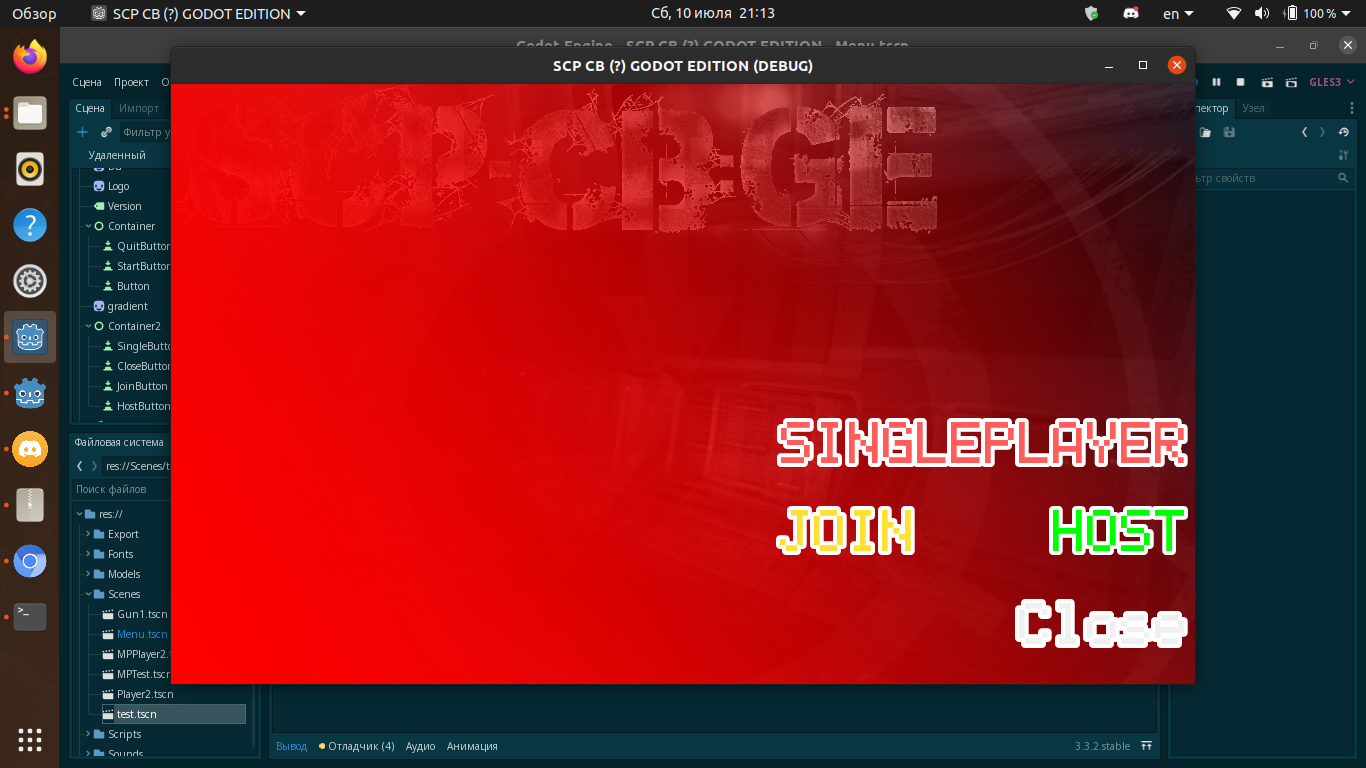 Обзор
SCP CB (?) GODOT EDITION
Сб, 10 июля 21:13
en
100 %
Godot Engine - SCP CB (?) GODOT EDITION - Menu.tscn
SCP CB (?) GODOT EDITION (DEBUG)
Сцена Проект О
GLES3
Сцена Импорт
пектор Узел
Фильтр у
Удаленный
ьтр свойств
BG
Logo
Version
Container
QuitButton
StartButton
Button
gradient
Container2
SingleButto
CloseButton
JoinButton
HostButton
SCP-CB-GE
SINGLEPLAYER
JOIN HOST
Close
Файловая система
res://Scenes/t
Поиск файлов
res://
Export
Fonts
Models
Scenes
Gun1.tscn
Menu.tscn
MPPlayer2.
MPTest.tscn
Player2.tscn
test.tscn
Scripts
Sounds
Вывод Отладчик (4) Аудио Анимация
3.3.2.stable